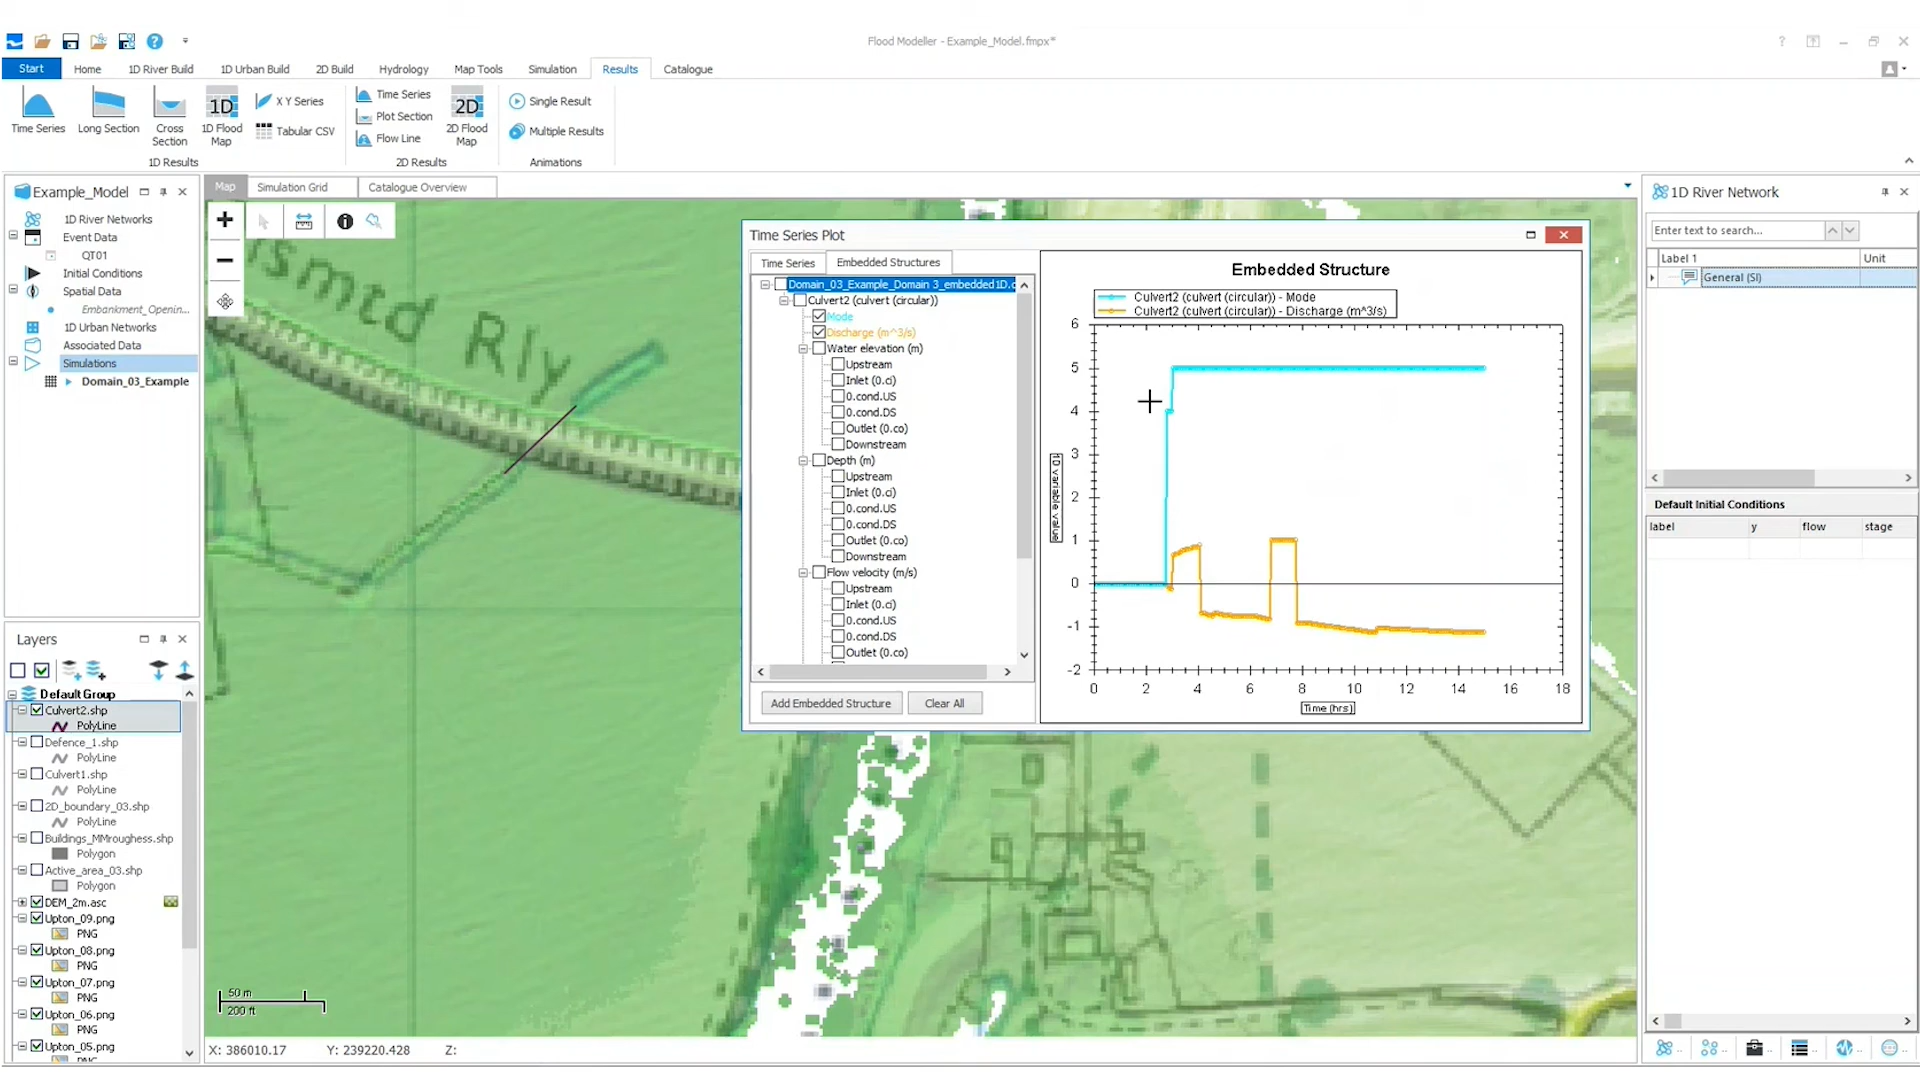 Flood Modeller - Example_Model.fmpx*
Start Home 1D River Build 1D Urban Build 2D Build Hydrology Map Tools Simulation Results Catalogue
Time Series
Long Section
Cross
Section
1D
1D Flood
Map
X Y Series
Tabular CSV
1D Results
Time Series
Plot Section
Flow Line
2D
2D Flood
Map
2D Results
Single Result
Multiple Results
Animations
Example_Model
1D River Networks
Event Data
QT01
Initial Conditions
Spatial Data
Embankment_Openin...
1D Urban Networks
Associated Data
Simulations
Domain_03_Example
Layers
Default Group
Culvert2.shp
PolyLine
Defence_1.shp
PolyLine
Culvert1.shp
PolyLine
2D_boundary_03.shp
PolyLine
Buildings_MMroughess.shp
Polygon
Active_area_03.shp
Polygon
DEM_2m.asc
Upton_09.png
PNG
Upton_08.png
PNG
Upton_07.png
PNG
Upton_06.png
PNG
Upton_05.png
PNG
Map Simulation Grid Catalogue Overview
ismtd Rly
50 m
200 ft
X: 386010.17 Y: 239220.428 Z:
Time Series Plot
Time Series Embedded Structures
Domain_03_Example_Domain 3_embedded1D.c
Culvert2 (culvert (circular))
Mode
Discharge (m^3/s)
Water elevation (m)
Upstream
Inlet (0.ci)
0.cond.US
0.cond.DS
Outlet (0.co)
Downstream
Depth (m)
Upstream
Inlet (0.ci)
0.cond.US
0.cond.DS
Outlet (0.co)
Downstream
Flow velocity (m/s)
Upstream
Inlet (0.ci)
0.cond.US
0.cond.DS
Outlet (0.co)
Add Embedded Structure Clear All
Embedded Structure
Culvert2 (culvert (circular)) - Mode
Culvert2 (culvert (circular)) - Discharge (m^3/s)
6
5
4
3
2
1
0
-1
-2
1D variable value
0 2 4 6 8 10 12 14 16 18
Time (hrs)
1D River Network
Enter text to search...
Label 1 Unit
General (SI)
Default Initial Conditions
label y flow stage